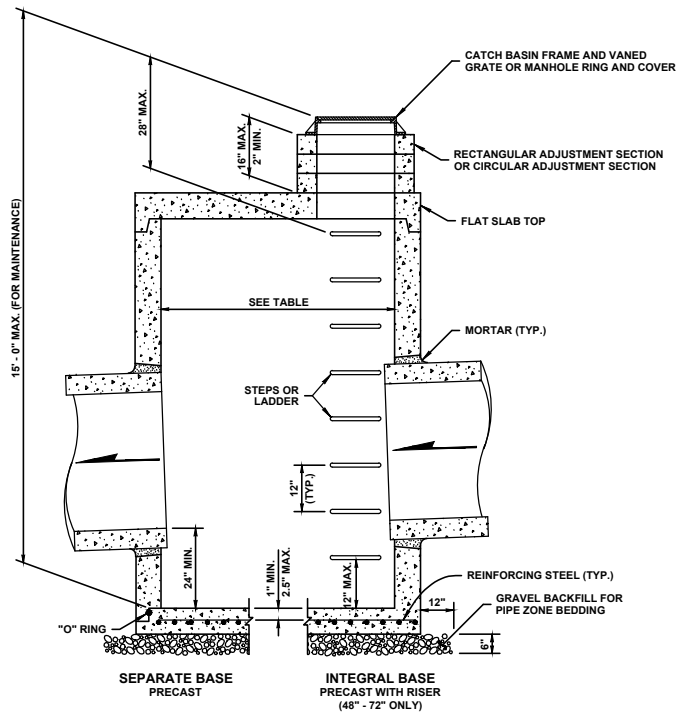 CATCH BASIN FRAME AND VANED
GRATE OR MANHOLE RING AND COVER
28" MAX.
16" MAX.
2" MIN.
RECTANGULAR ADJUSTMENT SECTION
OR CIRCULAR ADJUSTMENT SECTION
FLAT SLAB TOP
15' - 0" MAX. (FOR MAINTENANCE)
SEE TABLE
MORTAR (TYP.)
STEPS OR
LADDER
12"
(TYP.)
24" MIN.
1" MIN.
2.5" MAX.
12" MAX.
REINFORCING STEEL (TYP.)
12"
GRAVEL BACKFILL FOR
PIPE ZONE BEDDING
"O" RING
6"
SEPARATE BASE
PRECAST
INTEGRAL BASE
PRECAST WITH RISER
(48" - 72" ONLY)